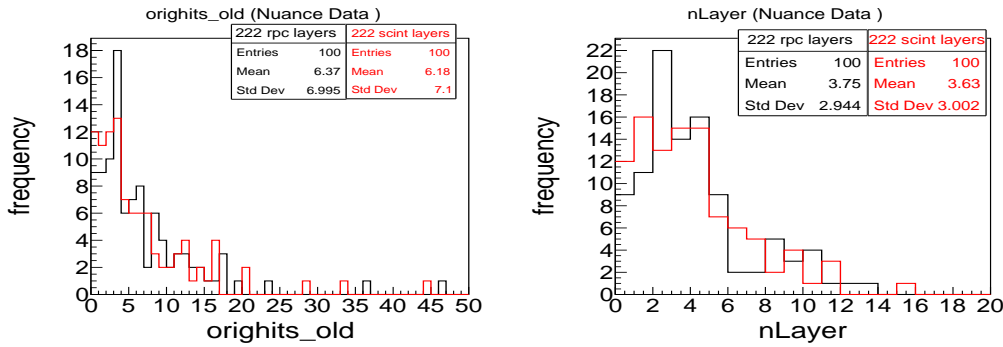 orighits_old (Nuance Data )
222 rpc layers 222 scint layers
Entries 100 Entries 100
Mean 6.37 Mean 6.18
Std Dev 6.995 Std Dev 7.1
frequency
18
16
14
12
10
8
6
4
2
0
0 5 10 15 20 25 30 35 40 45 50
orighits_old
nLayer (Nuance Data )
222 rpc layers 222 scint layers
Entries 100 Entries 100
Mean 3.75 Mean 3.63
Std Dev 2.944 Std Dev 3.002
frequency
22
20
18
16
14
12
10
8
6
4
2
0
0 2 4 6 8 10 12 14 16 18 20
nLayer